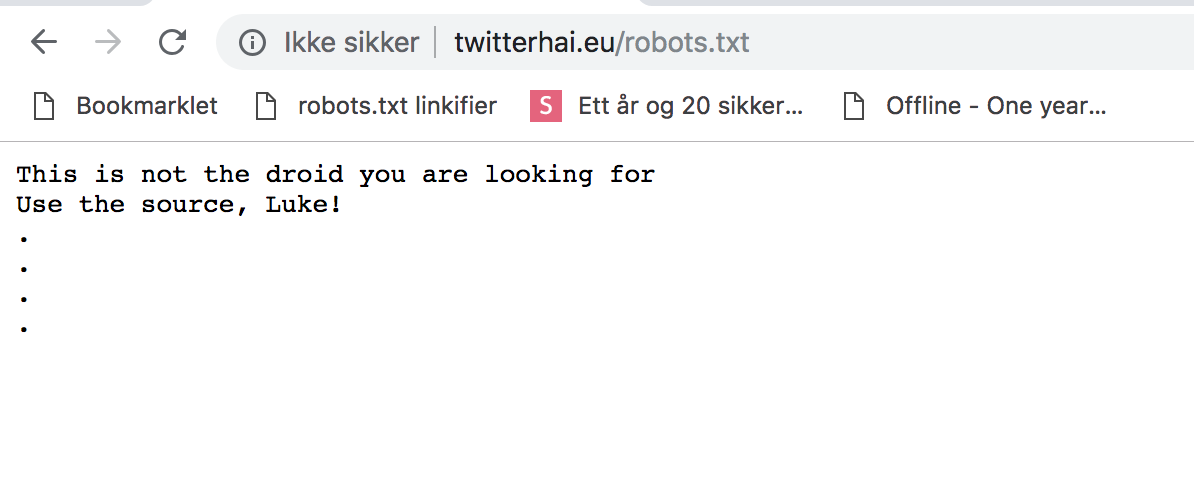 Ikke sikker twitterhai.eu/robots.txt
Bookmarklet robots.txt linkifier S Ett år og 20 sikker... Offline - One year...
This is not the droid you are looking for
Use the source, Luke!
.
.
.
.